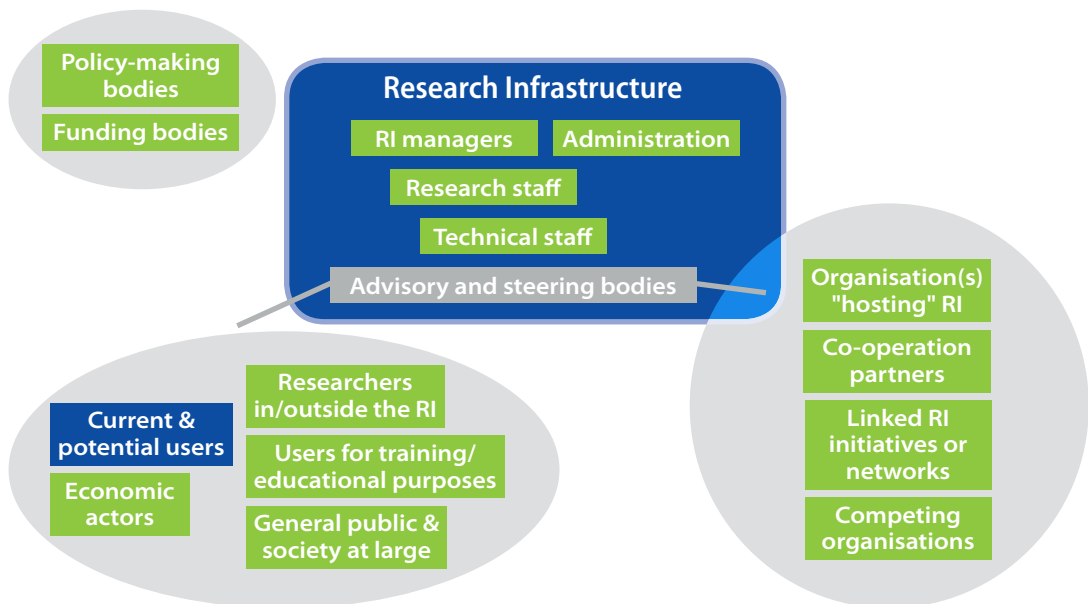 Policy-making
bodies
Funding bodies
Research Infrastructure
RI managers
Administration
Research staff
Technical staff
Advisory and steering bodies
Organisation(s)
"hosting" RI
Co-operation
partners
Linked RI
initiatives or
networks
Competing
organisations
Current &
potential users
Economic
actors
Researchers
in/outside the RI
Users for training/
educational purposes
General public &
society at large